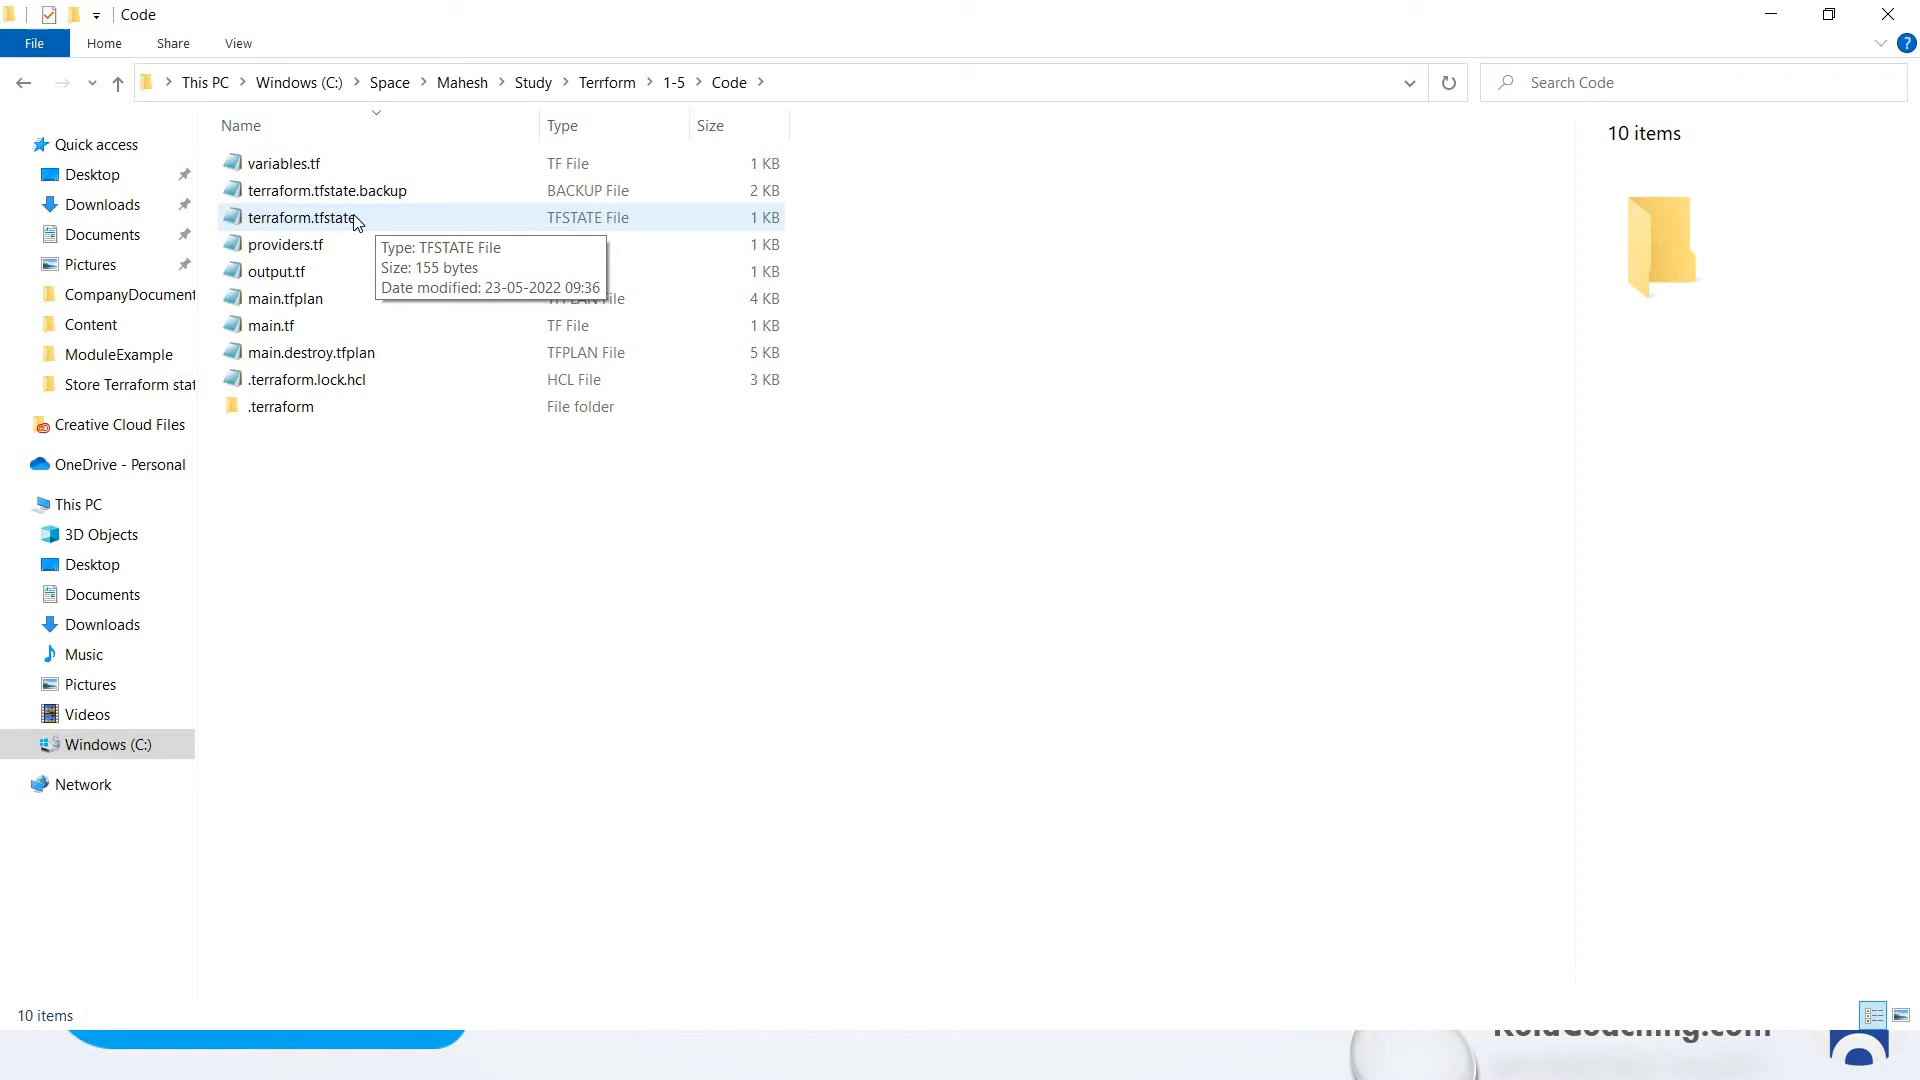 Code
File Home Share View
This PC Windows (C:) Space Mahesh Study Terrform 1-5 Code
Search Code
Name Type Size
variables.tf TF File 1 KB
terraform.tfstate.backup BACKUP File 2 KB
terraform.tfstate TFSTATE File 1 KB
providers.tf 1 KB
output.tf 1 KB
main.tfplan File 4 KB
main.tf TF File 1 KB
main.destroy.tfplan TFPLAN File 5 KB
.terraform.lock.hcl HCL File 3 KB
.terraform File folder
Type: TFSTATE File
Size: 155 bytes
Date modified: 23-05-2022 09:36
10 items
Quick access
Desktop
Downloads
Documents
Pictures
CompanyDocument
Content
ModuleExample
Store Terraform stat
Creative Cloud Files
OneDrive - Personal
This PC
3D Objects
Desktop
Documents
Downloads
Music
Pictures
Videos
Windows (C:)
Network
10 items